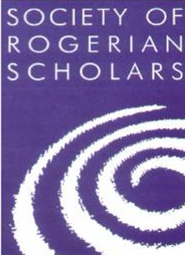 SOCIETY OF
ROGERIAN
SCHOLARS